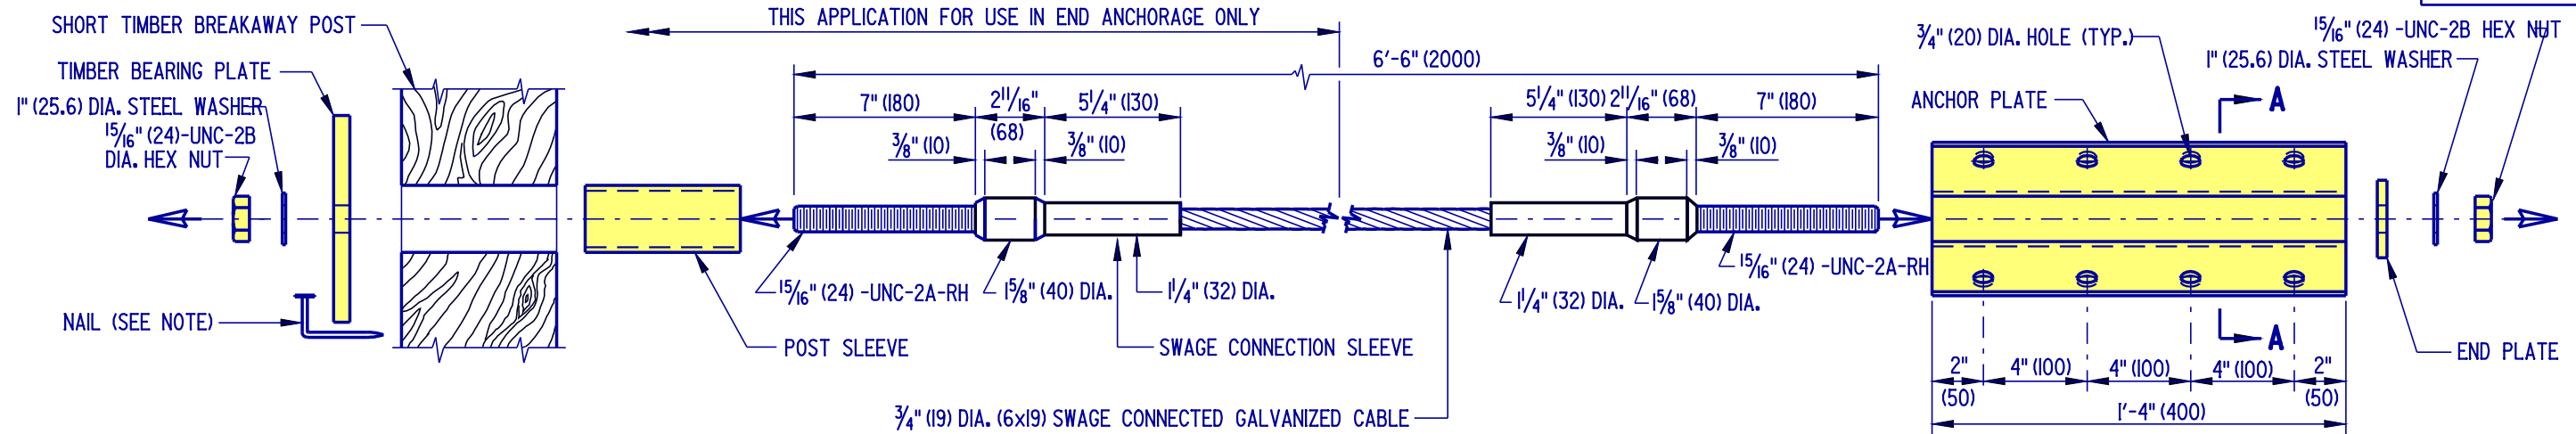 SHORT TIMBER BREAKAWAY POST
TIMBER BEARING PLATE
1" (25.6) DIA. STEEL WASHER
15/16" (24)-UNC-2B
DIA. HEX NUT
NAIL (SEE NOTE)
THIS APPLICATION FOR USE IN END ANCHORAGE ONLY
6'-6" (2000)
7" (180)
2 11/16"
(68)
5 1/4" (130)
3/8" (10)
3/8" (10)
5 1/4" (130)
2 11/16" (68)
7" (180)
3/8" (10)
3/8" (10)
15/16" (24) -UNC-2A-RH
1 5/8" (40) DIA.
1 1/4" (32) DIA.
POST SLEEVE
SWAGE CONNECTION SLEEVE
3/4" (19) DIA. (6x19) SWAGE CONNECTED GALVANIZED CABLE
1 1/4" (32) DIA.
1 5/8" (40) DIA.
15/16" (24) -UNC-2A-RH
3/4" (20) DIA. HOLE (TYP.)
ANCHOR PLATE
A
A
15/16" (24) -UNC-2B HEX NUT
1" (25.6) DIA. STEEL WASHER
END PLATE
2"
(50)
4" (100)
4" (100)
4" (100)
2"
(50)
1'-4" (400)